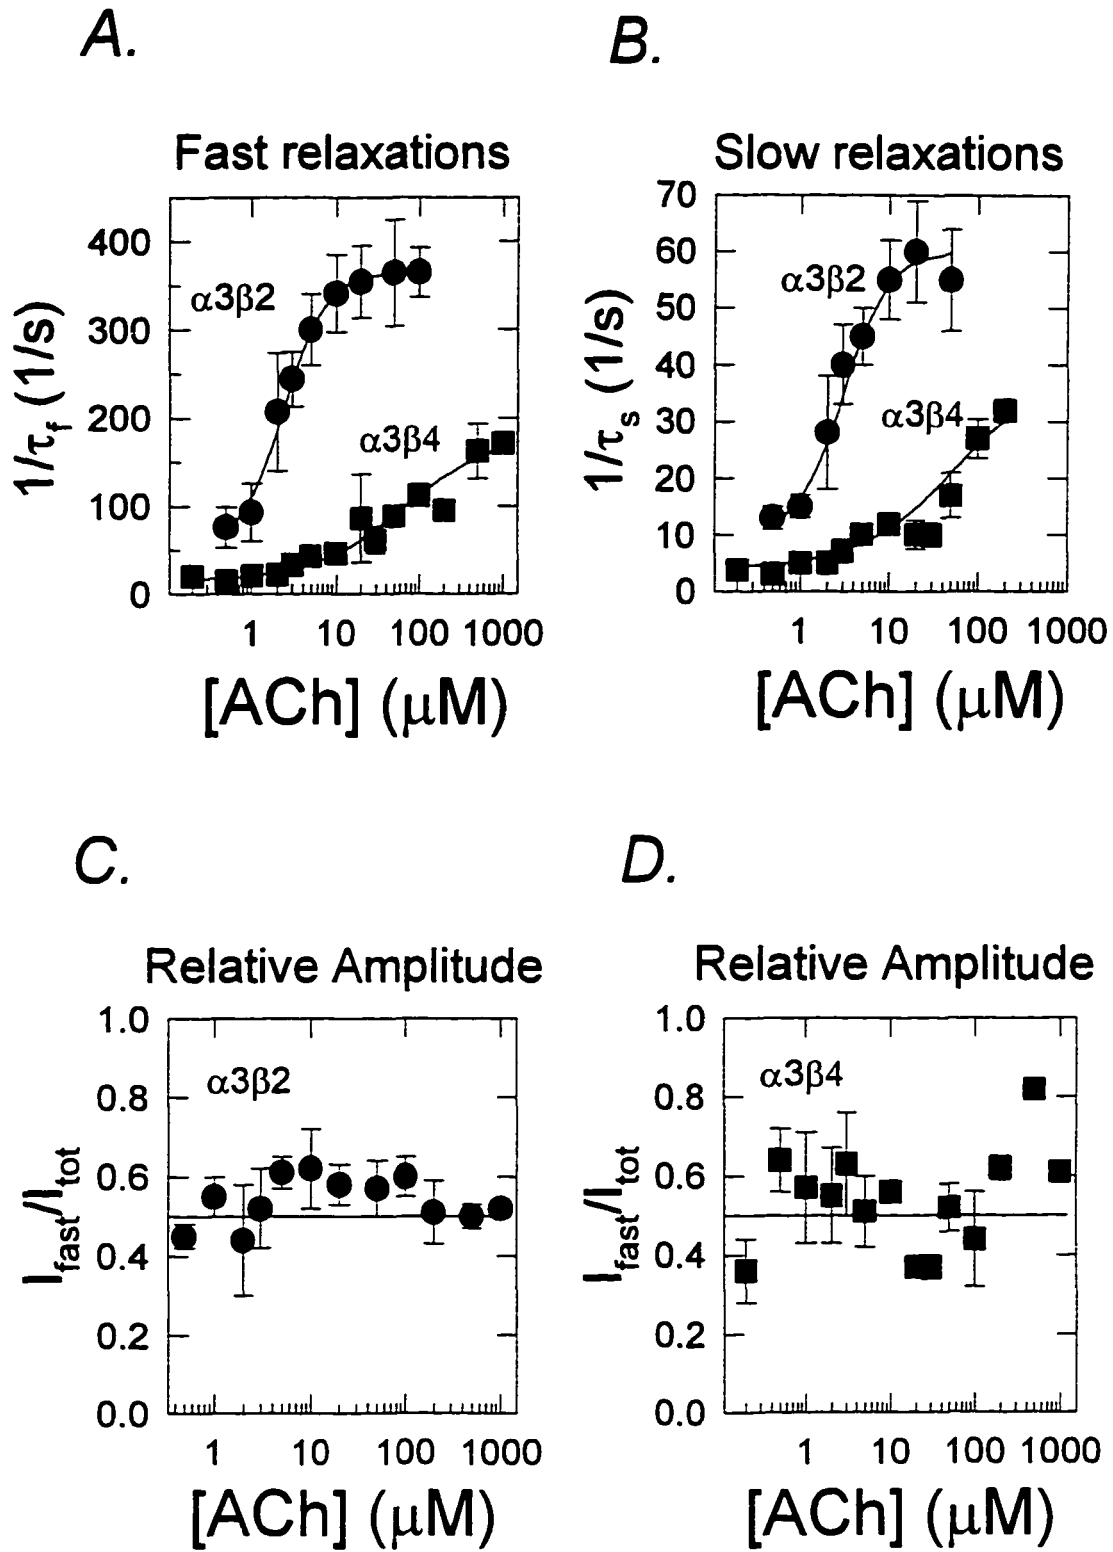 A.
B.
Fast relaxations
Slow relaxations
400
300
200
100
0
1/τf (1/s)
α3β2
α3β4
1 10 100 1000
[ACh] (μM)
70
60
50
40
30
20
10
0
1/τs (1/s)
α3β2
α3β4
1 10 100 1000
[ACh] (μM)
C.
D.
Relative Amplitude
Relative Amplitude
1.0
0.8
0.6
0.4
0.2
0.0
Ifast/Itot
α3β2
1 10 100 1000
[ACh] (μM)
1.0
0.8
0.6
0.4
0.2
0.0
Ifast/Itot
α3β4
1 10 100 1000
[ACh] (μM)